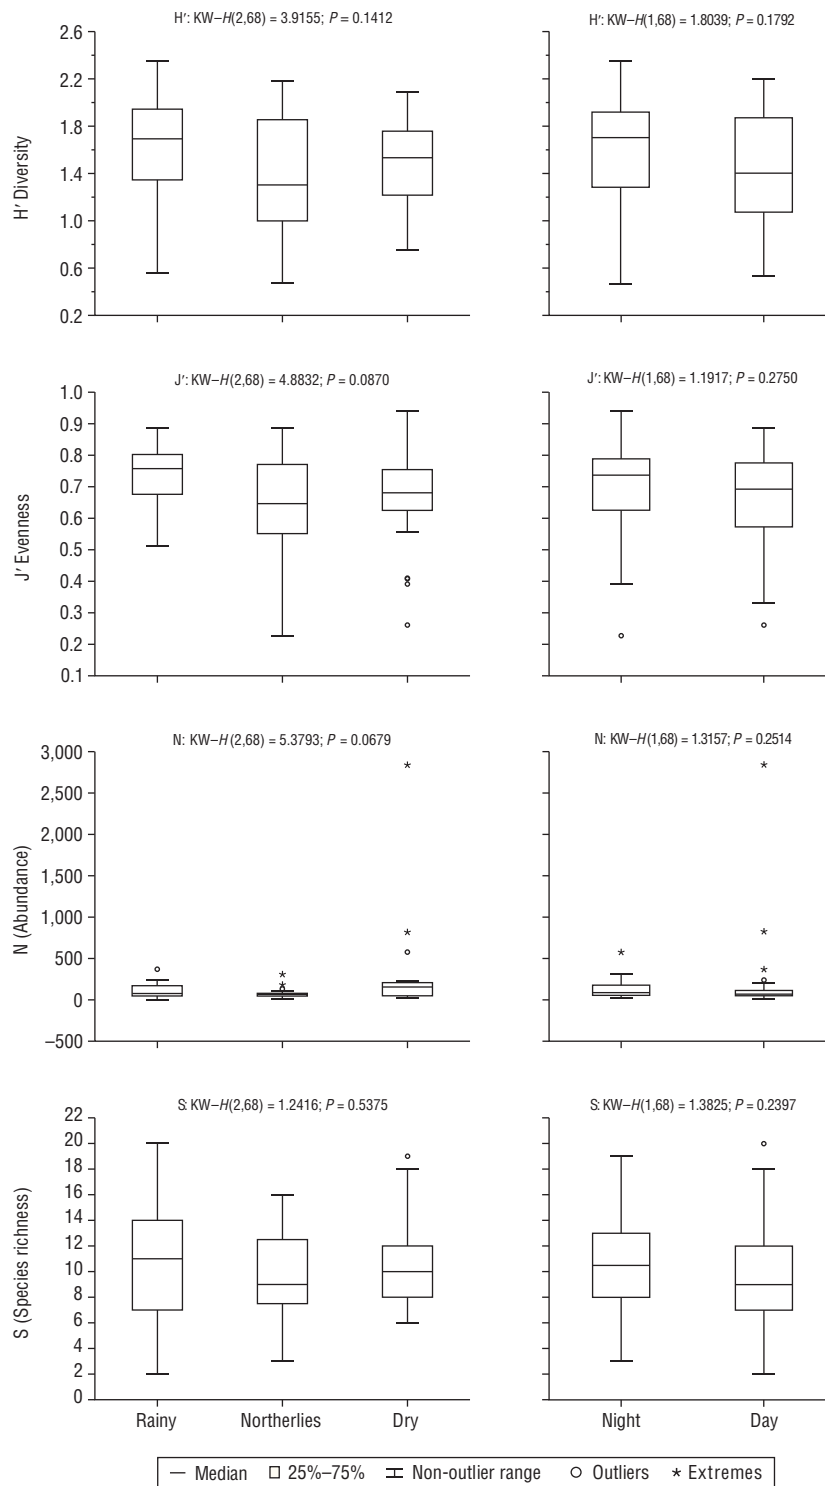 H′: KW–H(2,68) = 3.9155; P = 0.1412
H′ Diversity
2.6
2.2
1.8
1.4
1.0
0.6
0.2
H′: KW–H(1,68) = 1.8039; P = 0.1792
J′: KW–H(2,68) = 4.8832; P = 0.0870
J′ Evenness
1.0
0.9
0.8
0.7
0.6
0.5
0.4
0.3
0.2
0.1
J′: KW–H(1,68) = 1.1917; P = 0.2750
N: KW–H(2,68) = 5.3793; P = 0.0679
N (Abundance)
3,000
2,500
2,000
1,500
1,000
500
0
–500
N: KW–H(1,68) = 1.3157; P = 0.2514
S: KW–H(2,68) = 1.2416; P = 0.5375
S (Species richness)
22
20
18
16
14
12
10
8
6
4
2
0
S: KW–H(1,68) = 1.3825; P = 0.2397
Rainy Northerlies Dry Night Day
Median 25%–75% Non-outlier range Outliers * Extremes